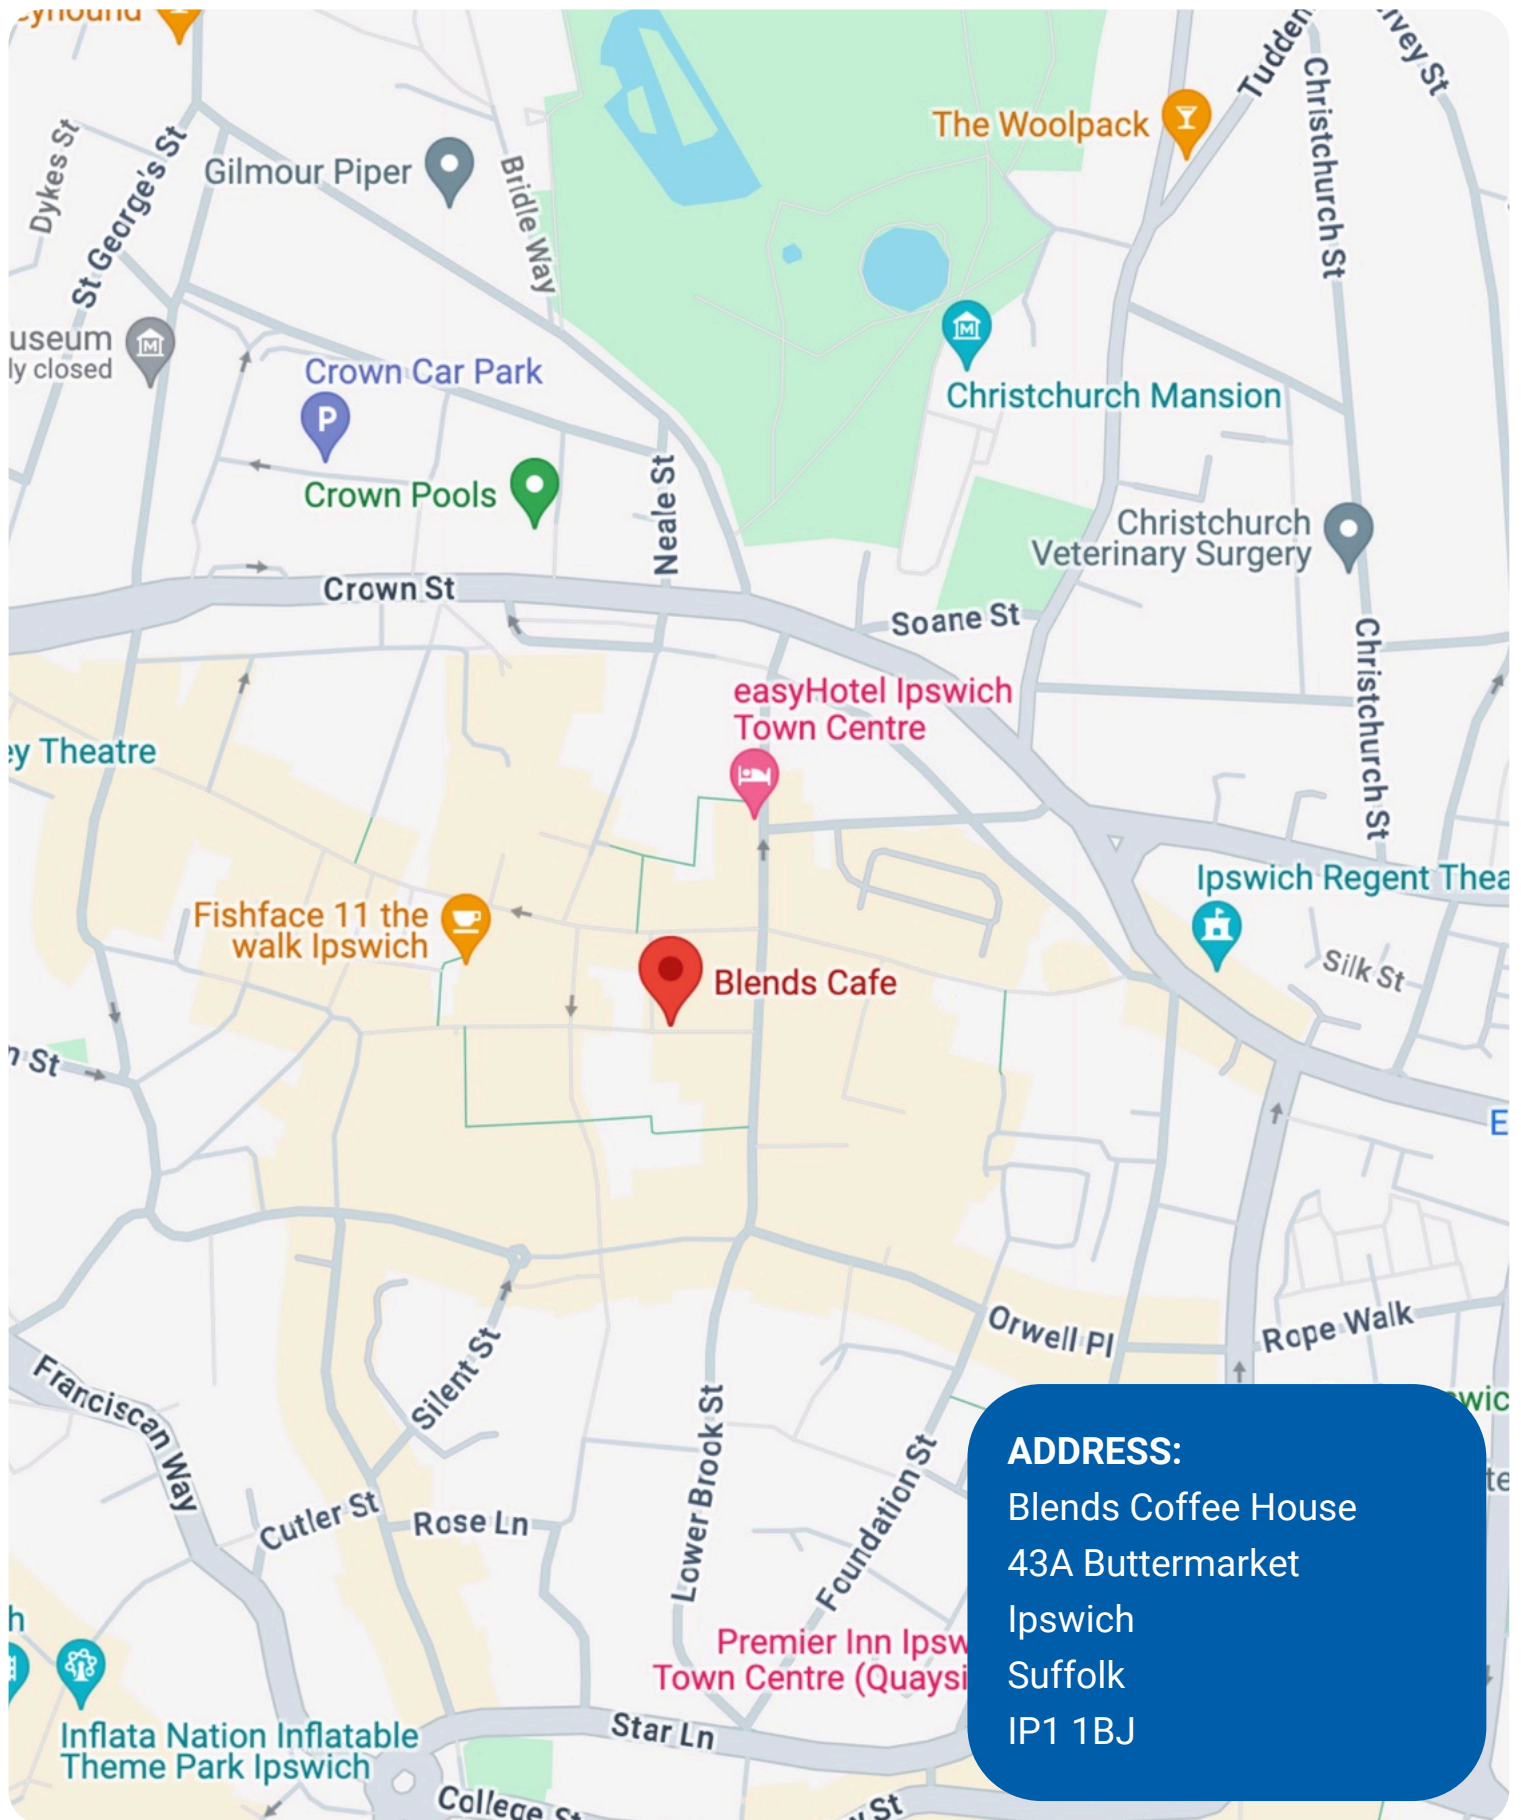 Tudden
Christchurch St
The Woolpack
Dykes St
St George's St
Gilmour Piper
Bridle Way
Crown Car Park
P
Christchurch Mansion
Crown Pools
Neale St
Christchurch
Veterinary Surgery
Crown St
Soane St
Christchurch St
easyHotel Ipswich
Town Centre
Theatre
Ipswich Regent Thea
Fishface 11 the
walk Ipswich
Blends Cafe
Silk St
St
E
Orwell Pl
Rope Walk
Franciscan Way
Silent St
Lower Brook St
Foundation St
Cutler St
Rose Ln
Premier Inn Ipsw
Town Centre (Quaysi
Inflata Nation Inflatable
Theme Park Ipswich
Star Ln
College St
St
ADDRESS:
Blends Coffee House
43A Buttermarket
Ipswich
Suffolk
IP1 1BJ